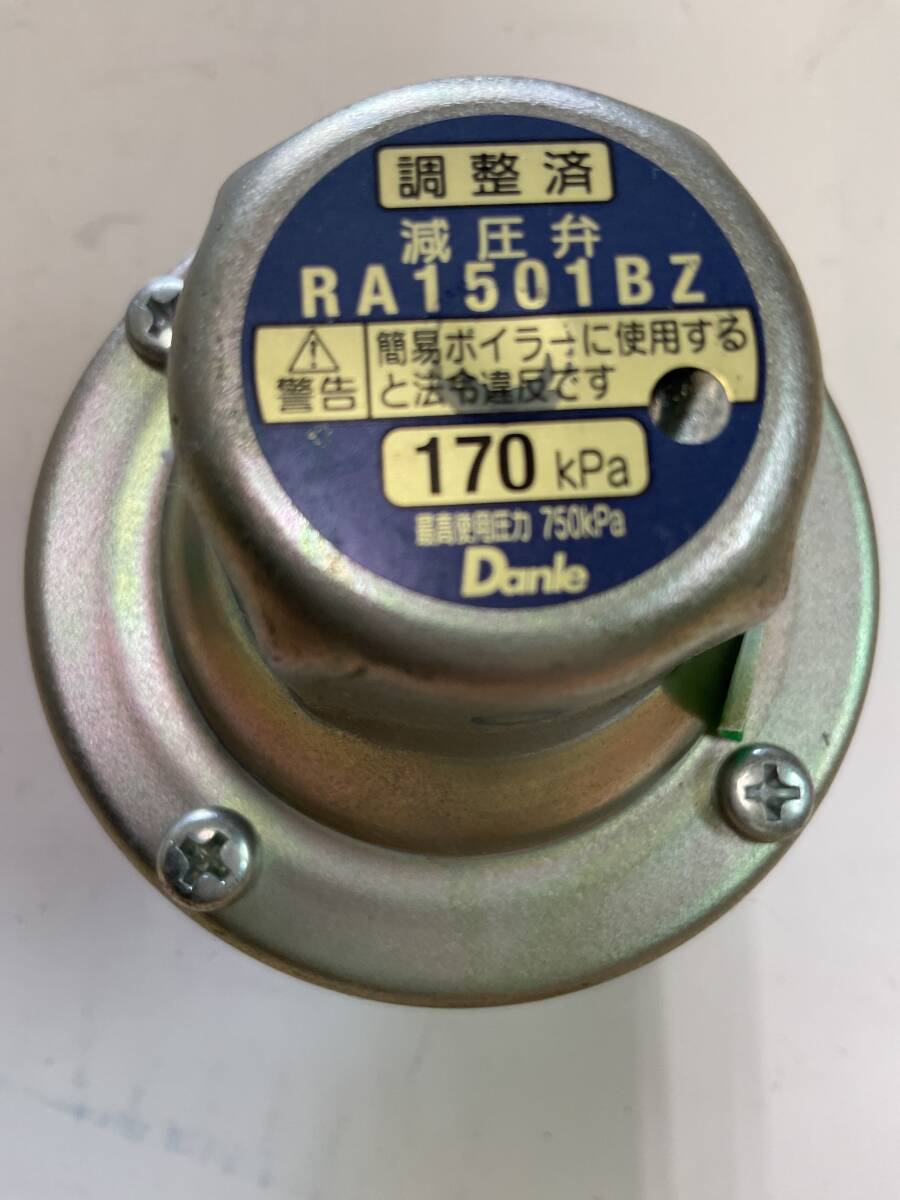 調整済
減圧弁
RA1501BZ
警告
簡易ボイラーに使用する
と法令違反です
170 kPa
最高使用圧力 750kPa
Danle